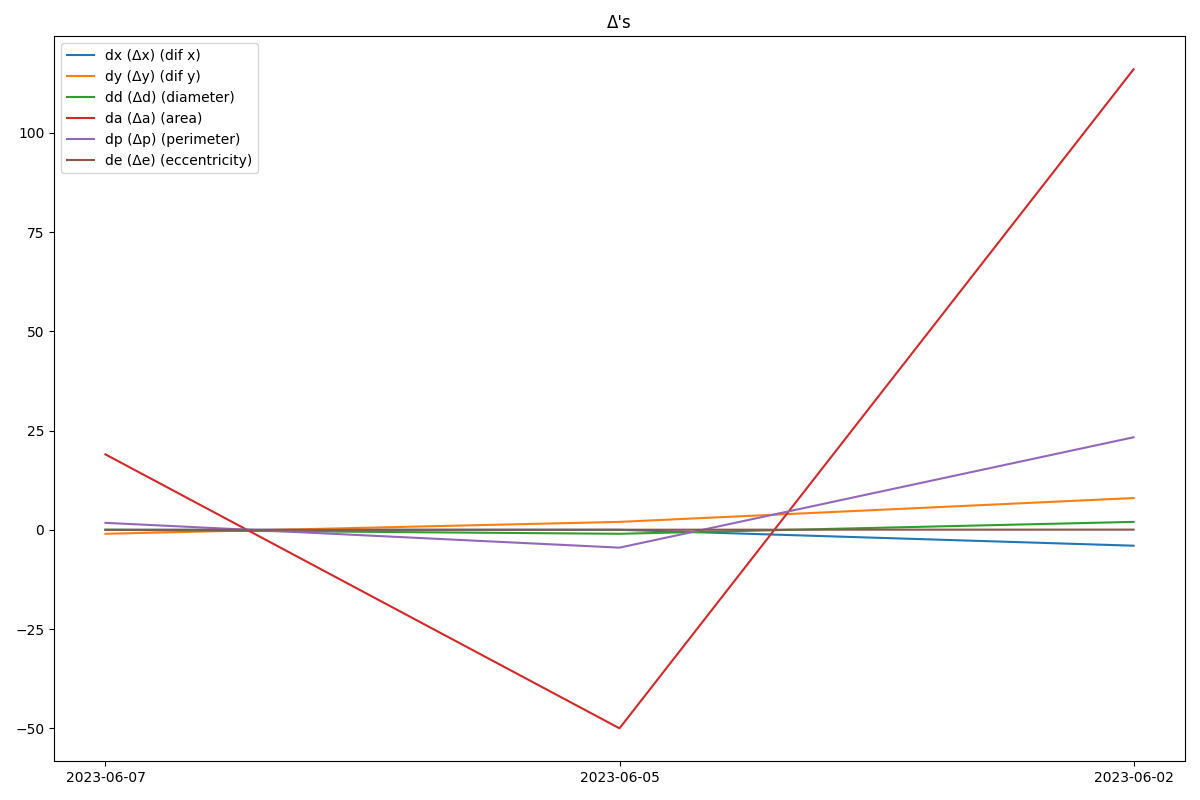 Δ's
dx (Δx) (dif x)
dy (Δy) (dif y)
dd (Δd) (diameter)
da (Δa) (area)
dp (Δp) (perimeter)
de (Δe) (eccentricity)
100
75
50
25
0
−25
−50
2023-06-07 2023-06-05 2023-06-02